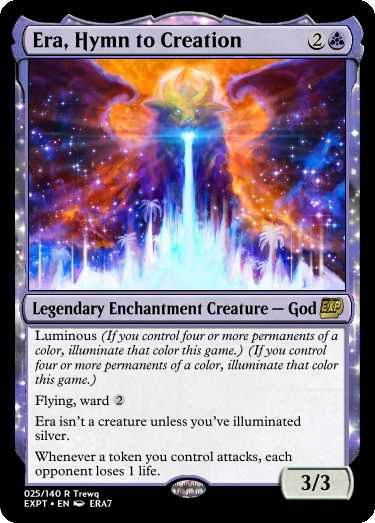 Era, Hymn to Creation 2
Legendary Enchantment Creature — God EXP
Luminous (If you control four or more permanents of a
color, illuminate that color this game.) (If you control
four or more permanents of a color, illuminate that color
this game.)
Flying, ward 2
Era isn't a creature unless you've illuminated
silver.
Whenever a token you control attacks, each
opponent loses 1 life.
3/3
025/140 R Trewq
EXPT • EN ERA7